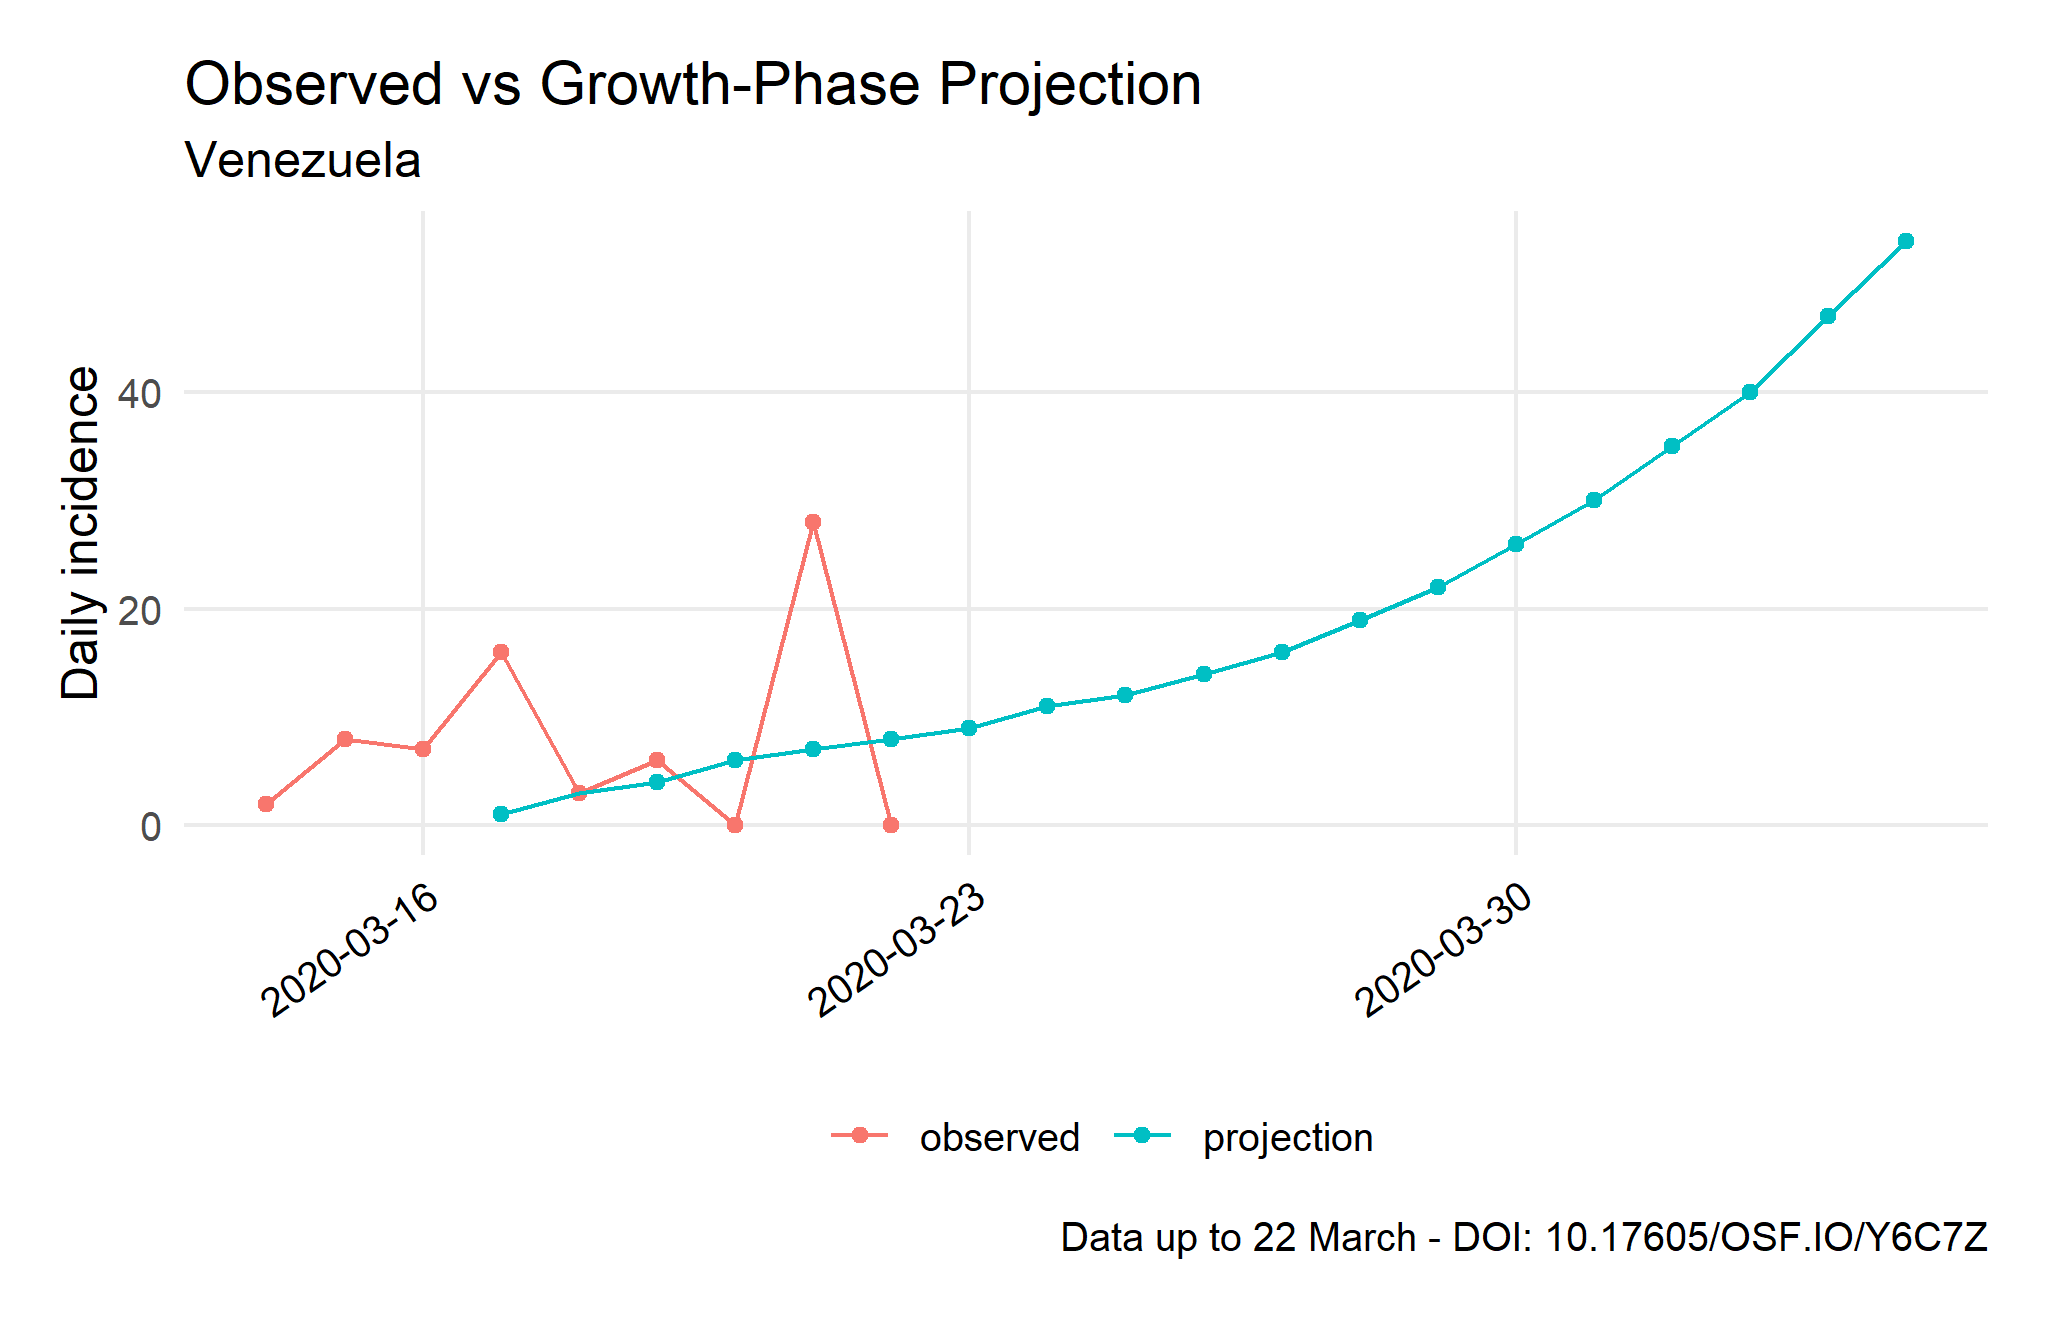 Observed vs Growth-Phase Projection
Venezuela
Daily incidence
40
20
0
2020-03-16
2020-03-23
2020-03-30
observed
projection
Data up to 22 March - DOI: 10.17605/OSF.IO/Y6C7Z